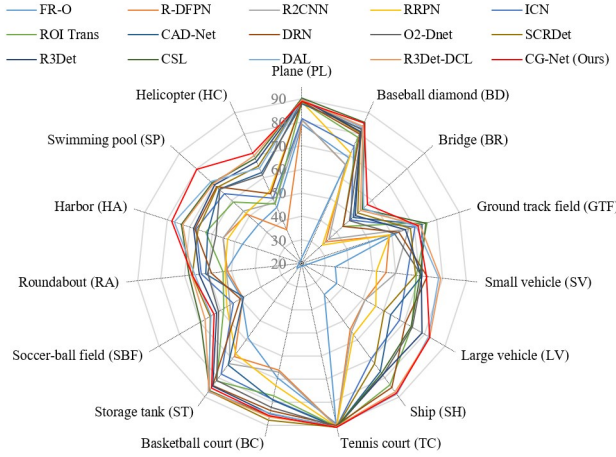 FR-O R-DFPN R2CNN RRPN ICN
ROI Trans CAD-Net DRN O2-Dnet SCRDet
R3Det CSL DAL R3Det-DCL CG-Net (Ours)
Plane (PL)
Helicopter (HC) 90 Baseball diamond (BD)
80
Swimming pool (SP) 70 Bridge (BR)
60
50
Harbor (HA) 40 Ground track field (GTF)
30
Roundabout (RA) 20 Small vehicle (SV)
Soccer-ball field (SBF) Large vehicle (LV)
Storage tank (ST) Ship (SH)
Basketball court (BC) Tennis court (TC)